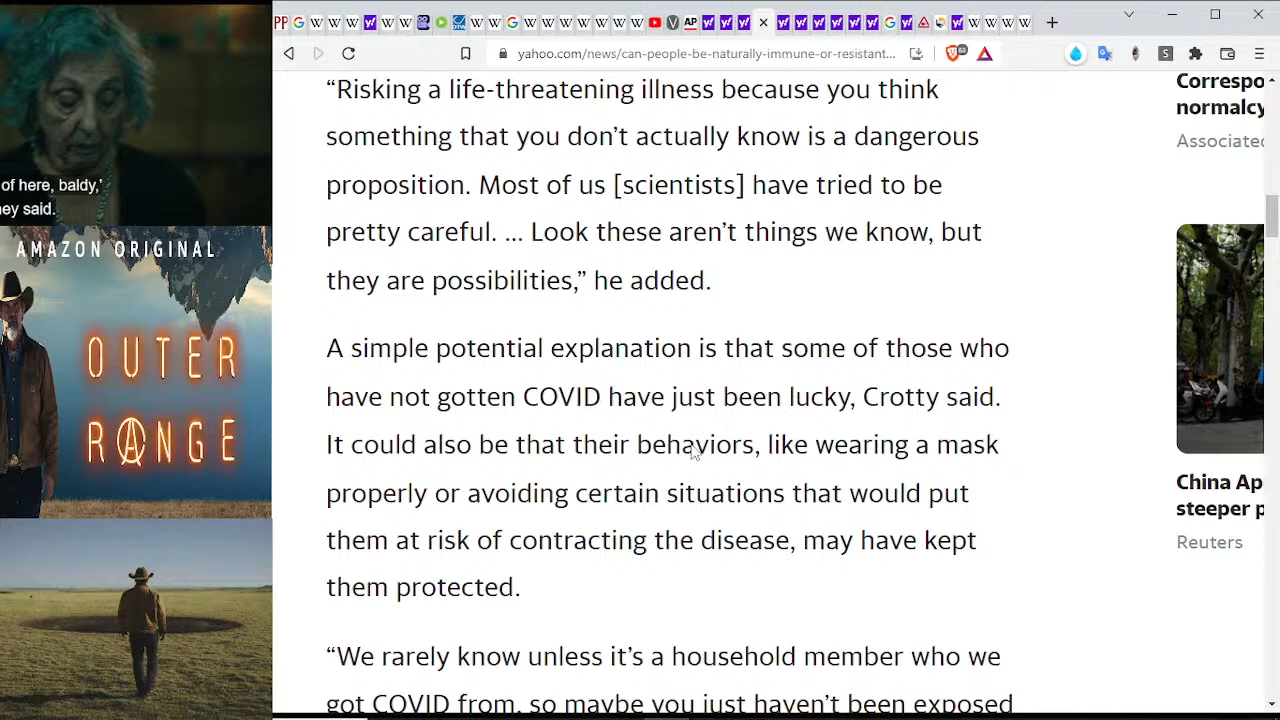 yahoo.com/news/can-people-be-naturally-immune-or-resistant...
“Risking a life-threatening illness because you think
something that you don’t actually know is a dangerous
proposition. Most of us [scientists] have tried to be
pretty careful. ... Look these aren’t things we know, but
they are possibilities,” he added.
A simple potential explanation is that some of those who
have not gotten COVID have just been lucky, Crotty said.
It could also be that their behaviors, like wearing a mask
properly or avoiding certain situations that would put
them at risk of contracting the disease, may have kept
them protected.
“We rarely know unless it’s a household member who we
got COVID from, so maybe you just haven’t been exposed
Correspo
normalcy
Associated
China Ap
steeper p
Reuters
of here, baldy,'
ey said.
AMAZON ORIGINAL
OUTER
RANGE